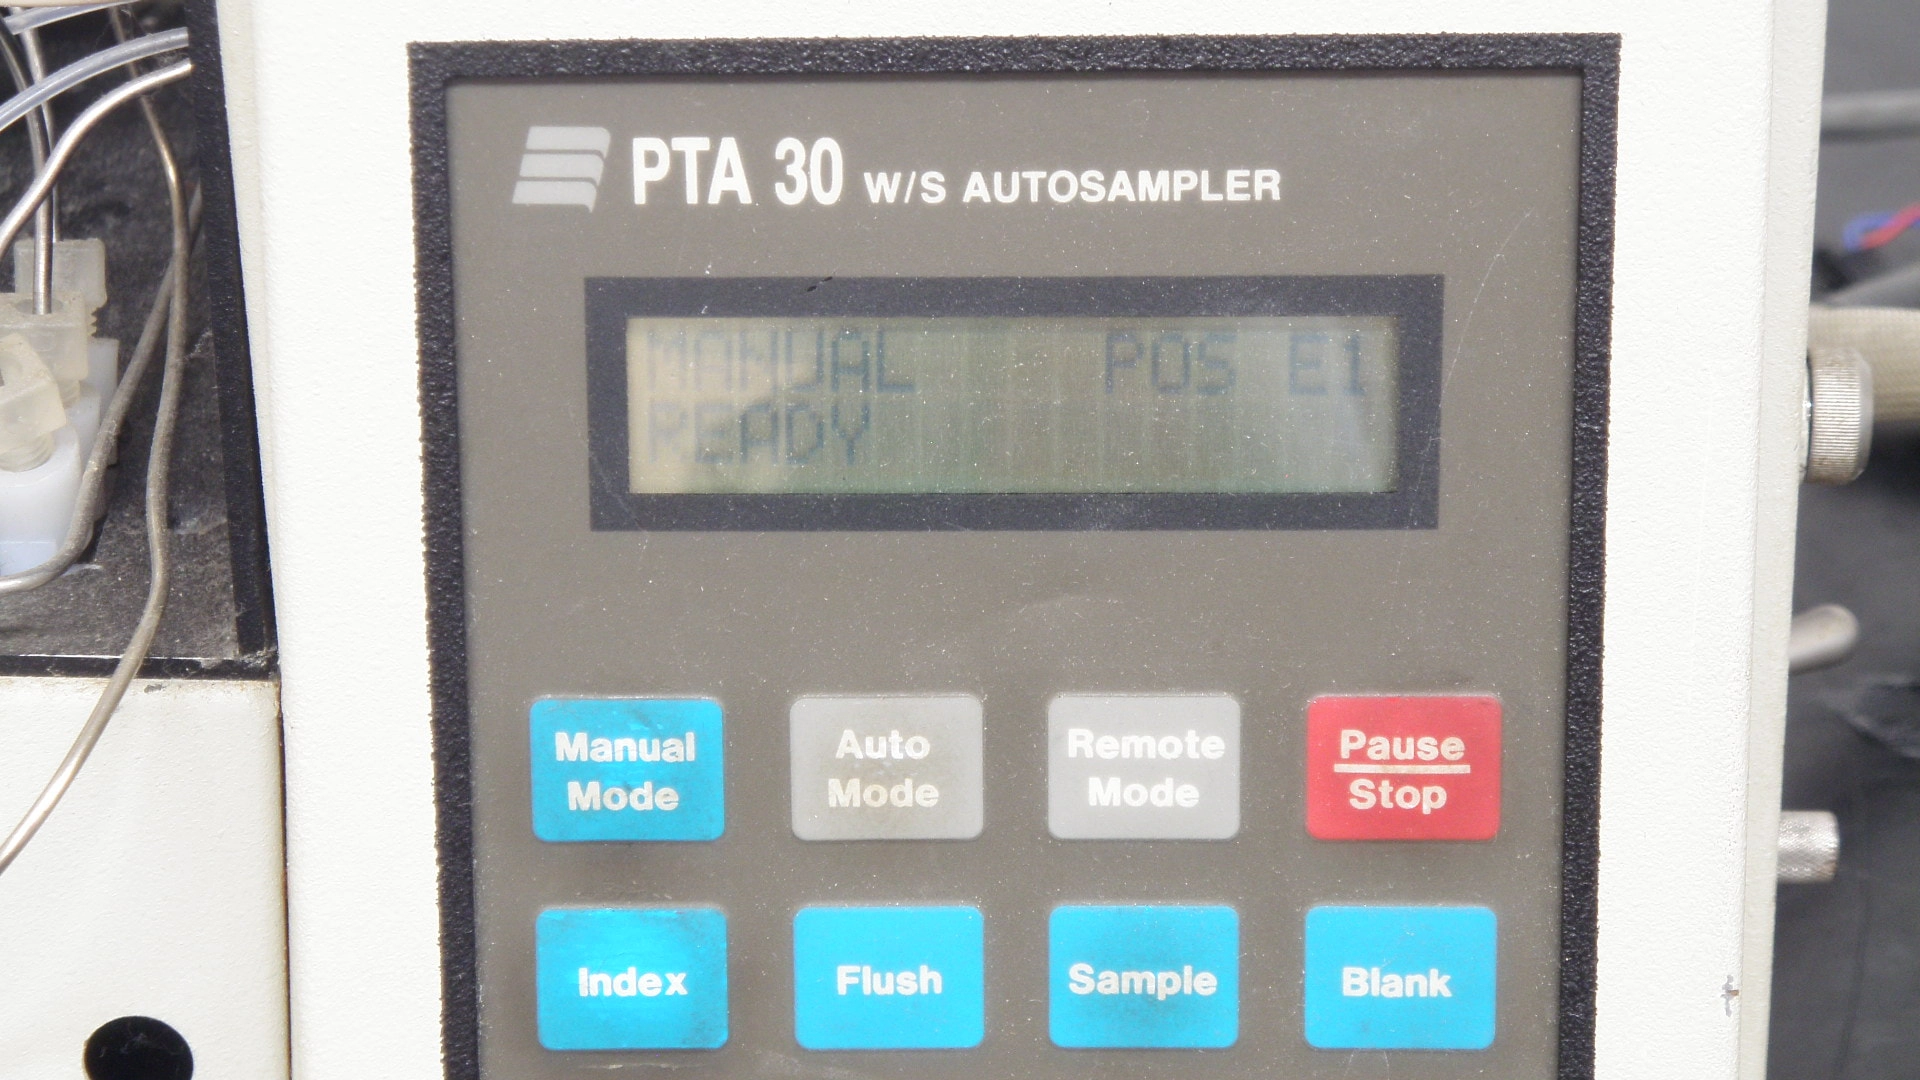 PTA 30 W/S AUTOSAMPLER
MANUAL POS E1
READY
Manual Mode
Auto Mode
Remote Mode
Pause
Stop
Index
Flush
Sample
Blank